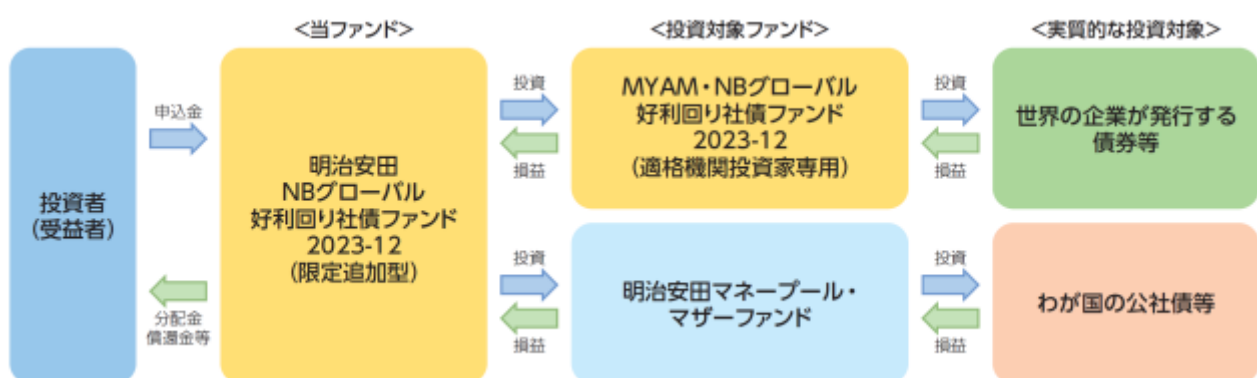 <当ファンド>
<投資対象ファンド>
<実質的な投資対象>
投資者
(受益者)
申込金
分配金
償還金等
明治安田
NBグローバル
好利回り社債ファンド
2023-12
(限定追加型)
投資
損益
MYAM・NBグローバル
好利回り社債ファンド
2023-12
(適格機関投資家専用)
投資
損益
世界の企業が発行する
債券等
投資
損益
明治安田マネープール・
マザーファンド
投資
損益
わが国の公社債等